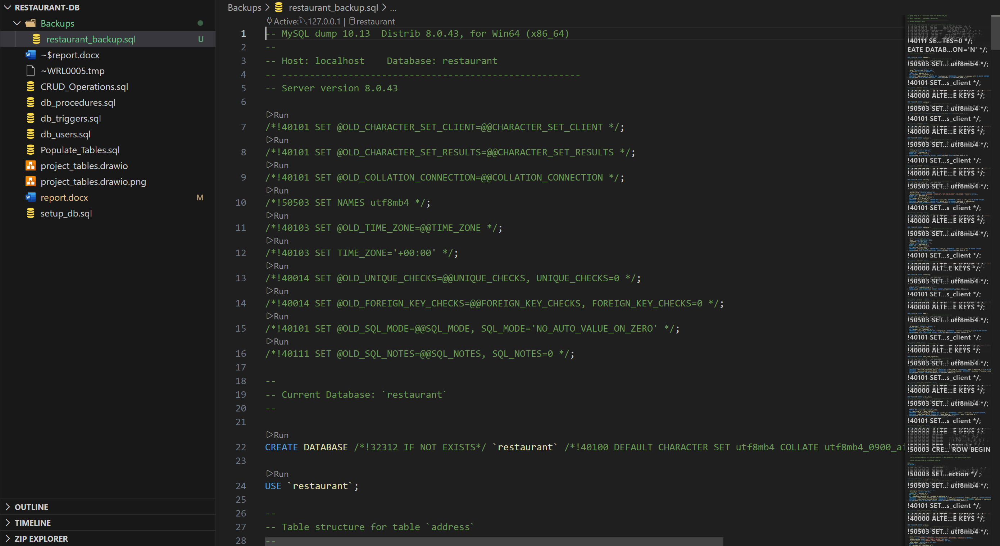 RESTAURANT-DB
Backups
restaurant_backup.sql U
~$report.docx
~WRL0005.tmp
CRUD_Operations.sql
db_procedures.sql
db_triggers.sql
db_users.sql
Populate_Tables.sql
project_tables.drawio
project_tables.drawio.png
report.docx M
setup_db.sql
OUTLINE
TIMELINE
ZIP EXPLORER
Backups > restaurant_backup.sql > ...
Active: 127.0.0.1 | restaurant
1 -- MySQL dump 10.13  Distrib 8.0.43, for Win64 (x86_64)
2 --
3 -- Host: localhost    Database: restaurant
4 -- ------------------------------------------------------
5 -- Server version 8.0.43
6
Run
7 /*!40101 SET @OLD_CHARACTER_SET_CLIENT=@@CHARACTER_SET_CLIENT */;
Run
8 /*!40101 SET @OLD_CHARACTER_SET_RESULTS=@@CHARACTER_SET_RESULTS */;
Run
9 /*!40101 SET @OLD_COLLATION_CONNECTION=@@COLLATION_CONNECTION */;
Run
10 /*!50503 SET NAMES utf8mb4 */;
Run
11 /*!40103 SET @OLD_TIME_ZONE=@@TIME_ZONE */;
Run
12 /*!40103 SET TIME_ZONE='+00:00' */;
Run
13 /*!40014 SET @OLD_UNIQUE_CHECKS=@@UNIQUE_CHECKS, UNIQUE_CHECKS=0 */;
Run
14 /*!40014 SET @OLD_FOREIGN_KEY_CHECKS=@@FOREIGN_KEY_CHECKS, FOREIGN_KEY_CHECKS=0 */;
Run
15 /*!40101 SET @OLD_SQL_MODE=@@SQL_MODE, SQL_MODE='NO_AUTO_VALUE_ON_ZERO' */;
Run
16 /*!40111 SET @OLD_SQL_NOTES=@@SQL_NOTES, SQL_NOTES=0 */;
17
18 --
19 -- Current Database: `restaurant`
20 --
21
Run
22 CREATE DATABASE /*!32312 IF NOT EXISTS*/ `restaurant` /*!40100 DEFAULT CHARACTER SET utf8mb4 COLLATE utf8mb4_0900_ai
23
Run
24 USE `restaurant`;
25
26 --
27 -- Table structure for table `address`
28 --
!40111 SE...TES=0 */;
EATE DATAB...ON='N' */;
!50503 SET... utf8mb4 */;
!40101 SET...s_client */;
!40000 ALTE...E KEYS */;
!50503 SET... utf8mb4 */;
!40101 SET...s_client */;
!40000 ALTE...E KEYS */;
!50503 SET... utf8mb4 */;
!40101 SET...s_client */;
!40000 ALTE...E KEYS */;
!50503 SET... utf8mb4 */;
!40101 SET...s_client */;
!40000 ALTE...E KEYS */;
!50503 SET... utf8mb4 */;
!40101 SET...s_client */;
!40000 ALT...E KEYS */;
!50503 SET... utf8mb4 */;
!40101 SET...s_client */;
!40000 ALTE...E KEYS */;
!50503 SET... utf8mb4 */;
!40101 SET...s_client */;
!40000 ALT...E KEYS */;
!50503 SET... utf8mb4 */;
!40101 SET...s_client */;
!40000 ALTE...E KEYS */;
!50503 SET... utf8mb4 */;
!40101 SET...s_client */;
!50003 CRE... ROW BEGIN
!50003 SET...ection */;
!50503 SET... utf8mb4 */;
!40101 SET...s_client */;
!40000 ALTE...E KEYS */;
!50503 SET... utf8mb4 */;